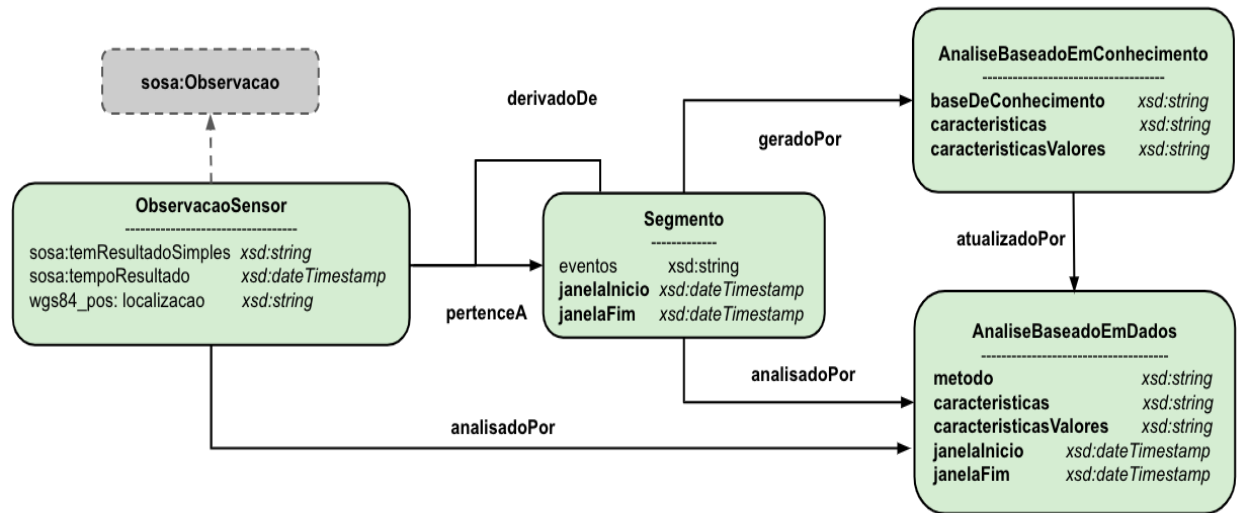 sosa:Observacao
ObservacaoSensor
---------------------------------
sosa:temResultadoSimples xsd:string
sosa:tempoResultado xsd:dateTimestamp
wgs84_pos: localizacao xsd:string
derivadoDe
pertenceA
Segmento
-------------
eventos xsd:string
janelaInicio xsd:dateTimestamp
janelaFim xsd:dateTimestamp
geradoPor
analisadoPor
analisadoPor
AnaliseBaseadoEmConhecimento
------------------------------------
baseDeConhecimento xsd:string
caracteristicas xsd:string
caracteristicasValores xsd:string
atualizadoPor
AnaliseBaseadoEmDados
-------------------------------------
metodo xsd:string
caracteristicas xsd:string
caracteristicasValores xsd:string
janelaInicio xsd:dateTimestamp
janelaFim xsd:dateTimestamp